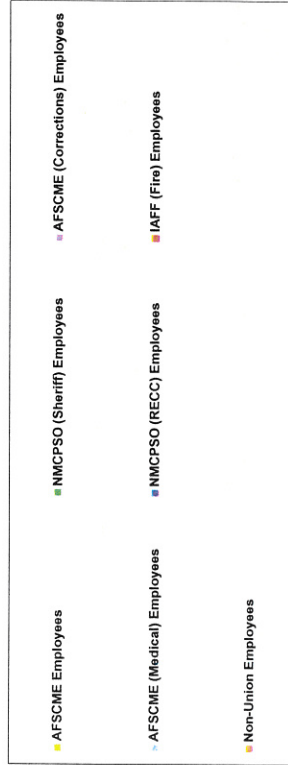 AFSCME Employees
NMCPSO (Sheriff) Employees
AFSCME (Corrections) Employees
AFSCME (Medical) Employees
NMCPSO (RECC) Employees
IAFF (Fire) Employees
Non-Union Employees